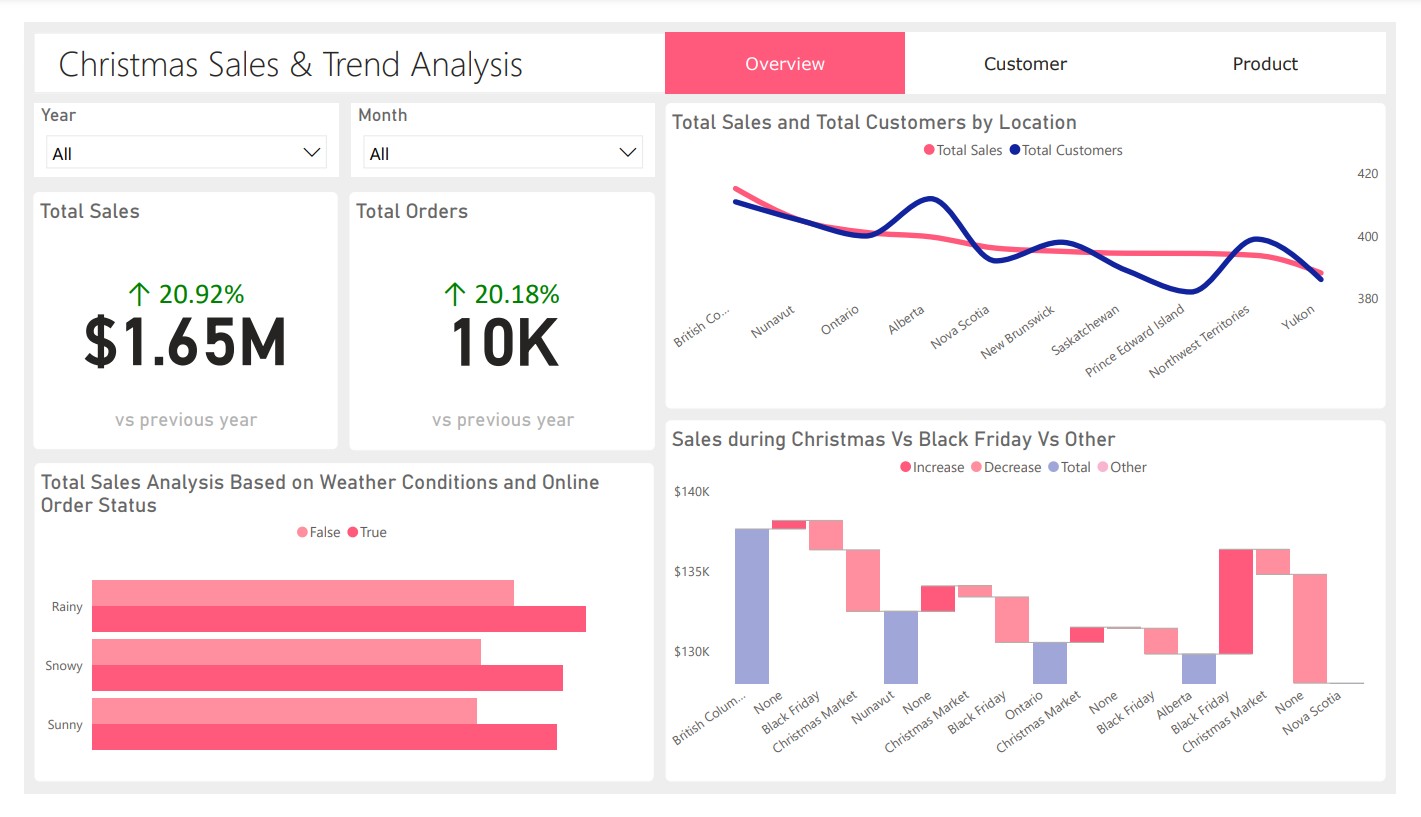 Christmas Sales & Trend Analysis
Overview
Customer
Product
Year
All
Month
All
Total Sales
↑ 20.92%
$1.65M
vs previous year
Total Orders
↑ 20.18%
10K
vs previous year
Total Sales and Total Customers by Location
Total Sales Total Customers
420
400
380
British Co...
Nunavut
Ontario
Alberta
Nova Scotia
New Brunswick
Saskatchewan
Prince Edward Island
Northwest Territories
Yukon
Total Sales Analysis Based on Weather Conditions and Online
Order Status
False True
Rainy
Snowy
Sunny
Sales during Christmas Vs Black Friday Vs Other
Increase Decrease Total Other
$140K
$135K
$130K
British Colum...
None
Black Friday
Christmas Market
Nunavut
None
Christmas Market
Black Friday
Ontario
Christmas Market
None
Black Friday
Alberta
Black Friday
Christmas Market
None
Nova Scotia